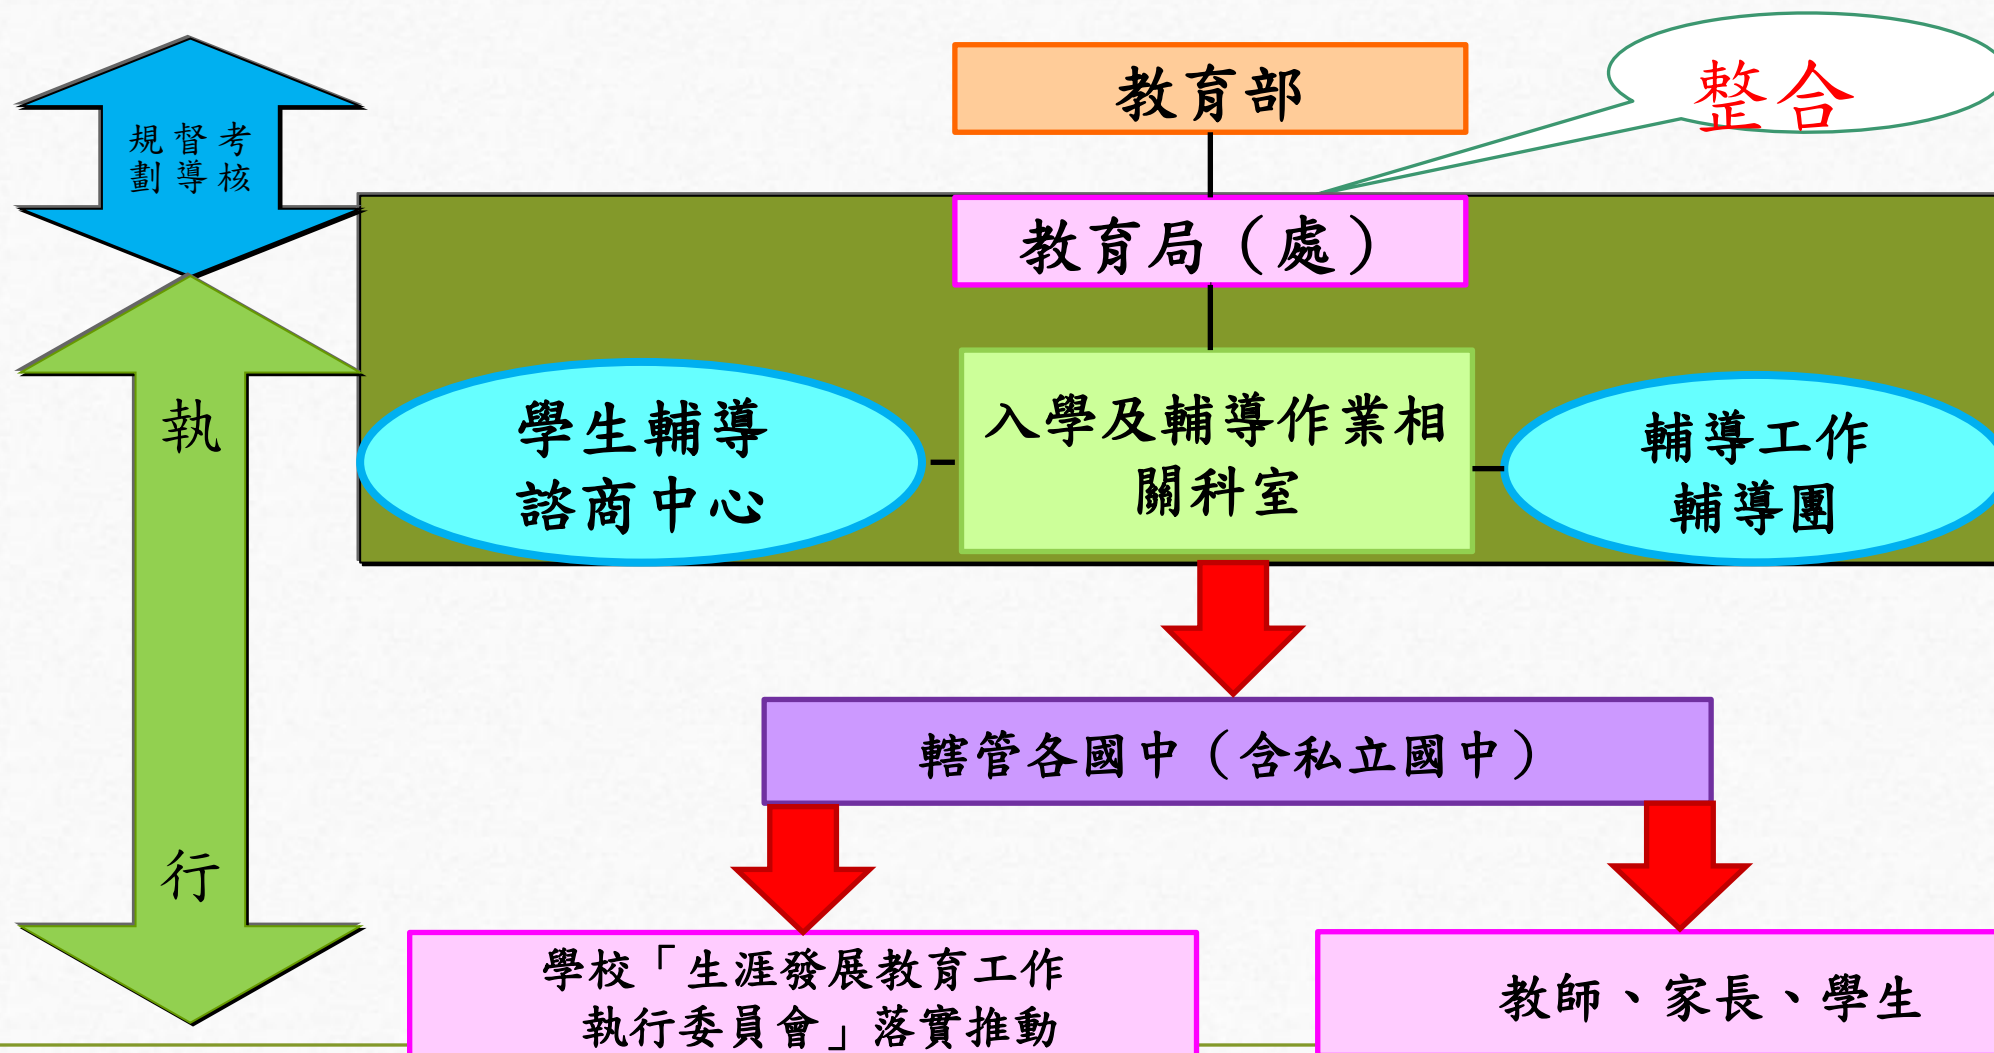 教育部
整合
規督考
劃導核
教育局（處）
執
學生輔導
諮商中心
入學及輔導作業相
關科室
輔導工作
輔導團
轄管各國中（含私立國中）
行
學校「生涯發展教育工作
執行委員會」落實推動
教師、家長、學生